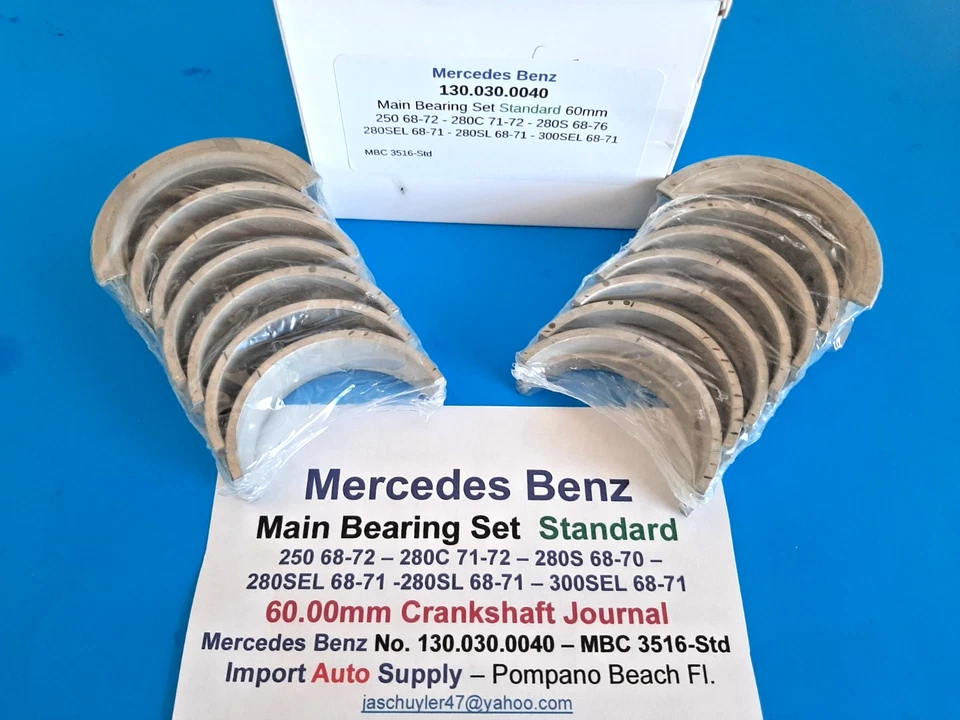 Mercedes Benz
130.030.0040
Main Bearing Set Standard 60mm
250 68-72 - 280C 71-72 - 280S 68-76
280SEL 68-71 - 280SL 68-71 - 300SEL 68-71
MBC 3516-Std
Mercedes Benz
Main Bearing Set Standard
250 68-72 – 280C 71-72 – 280S 68-70 –
280SEL 68-71 -280SL 68-71 – 300SEL 68-71
60.00mm Crankshaft Journal
Mercedes Benz No. 130.030.0040 – MBC 3516-Std
Import Auto Supply – Pompano Beach Fl.
jaschuyler47@yahoo.com